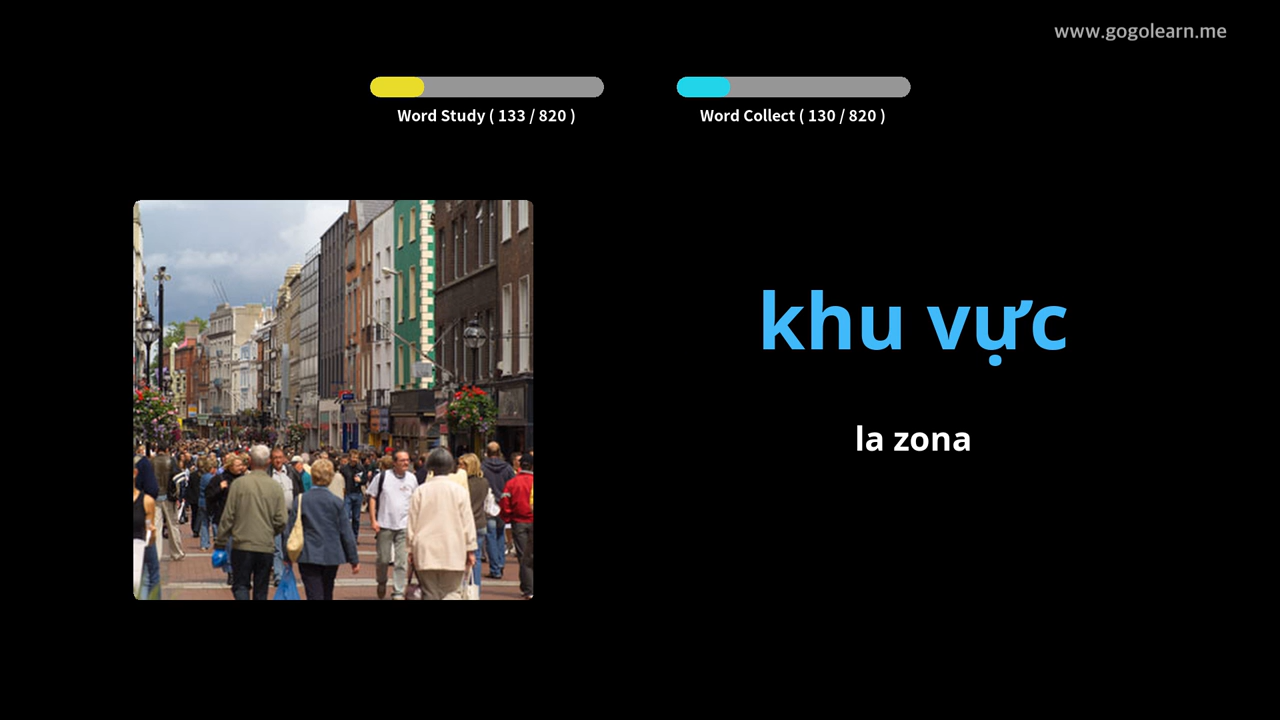 www.gogolearn.me
Word Study ( 133 / 820 )
Word Collect ( 130 / 820 )
khu vực
la zona